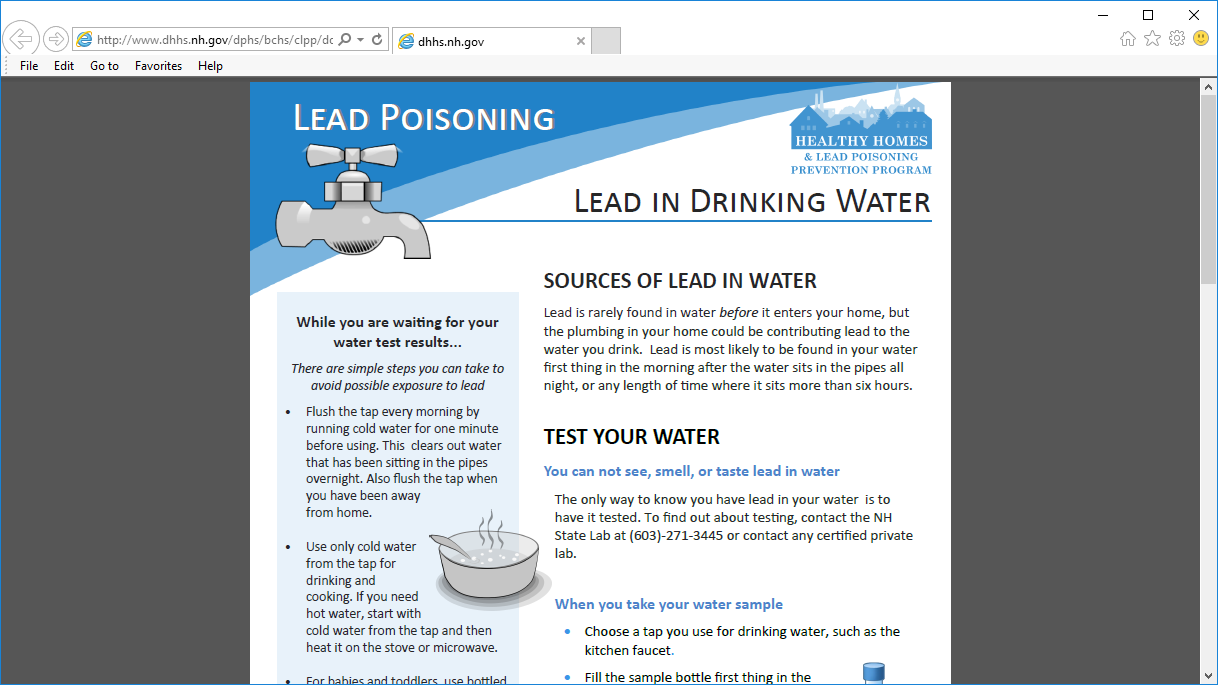 http://www.dhhs.nh.gov/dphs/bchs/clpp/dc
dhhs.nh.gov
File Edit Go to Favorites Help
LEAD POISONING
HEALTHY HOMES
& LEAD POISONING
PREVENTION PROGRAM
LEAD IN DRINKING WATER
While you are waiting for your
water test results...
There are simple steps you can take to
avoid possible exposure to lead
• Flush the tap every morning by
running cold water for one minute
before using. This clears out water
that has been sitting in the pipes
overnight. Also flush the tap when
you have been away
from home.
• Use only cold water
from the tap for
drinking and
cooking. If you need
hot water, start with
cold water from the tap and then
heat it on the stove or microwave.
• For babies and toddlers, use bottled
SOURCES OF LEAD IN WATER
Lead is rarely found in water before it enters your home, but
the plumbing in your home could be contributing lead to the
water you drink. Lead is most likely to be found in your water
first thing in the morning after the water sits in the pipes all
night, or any length of time where it sits more than six hours.
TEST YOUR WATER
You can not see, smell, or taste lead in water
The only way to know you have lead in your water is to
have it tested. To find out about testing, contact the NH
State Lab at (603)-271-3445 or contact any certified private
lab.
When you take your water sample
• Choose a tap you use for drinking water, such as the
kitchen faucet.
• Fill the sample bottle first thing in the